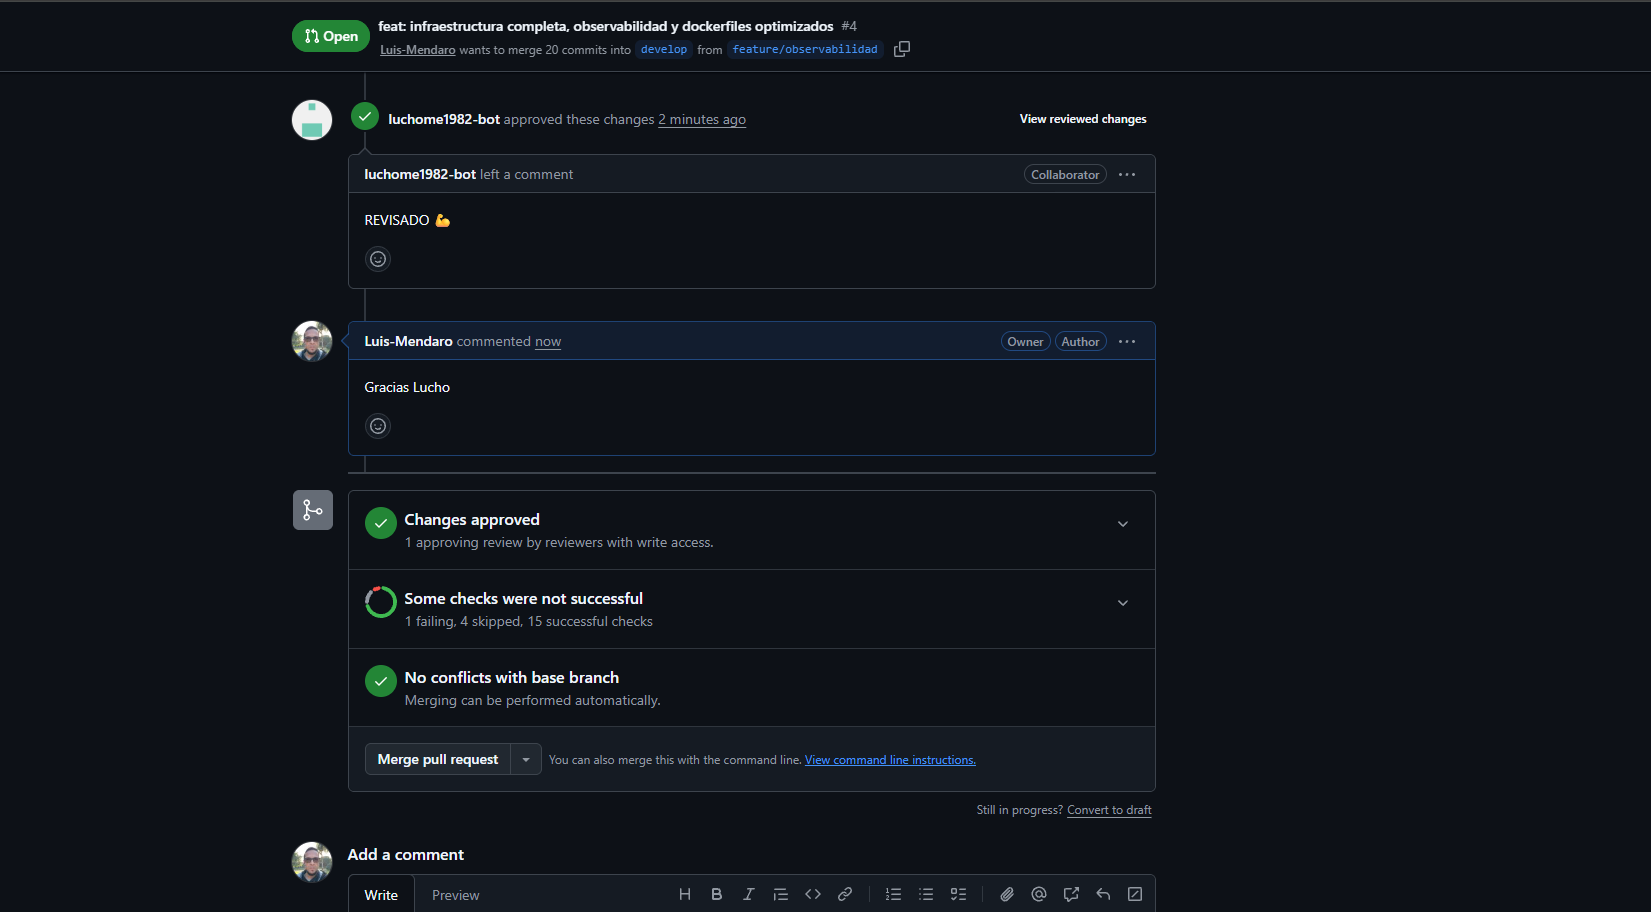 Open
feat: infraestructura completa, observabilidad y dockerfiles optimizados #4
Luis-Mendaro wants to merge 20 commits into develop from feature/observabilidad
luchome1982-bot approved these changes 2 minutes ago
View reviewed changes
luchome1982-bot left a comment
Collaborator
REVISADO 💪
Luis-Mendaro commented now
Owner Author
Gracias Lucho
Changes approved
1 approving review by reviewers with write access.
Some checks were not successful
1 failing, 4 skipped, 15 successful checks
No conflicts with base branch
Merging can be performed automatically.
Merge pull request
You can also merge this with the command line. View command line instructions.
Still in progress? Convert to draft
Add a comment
Write Preview